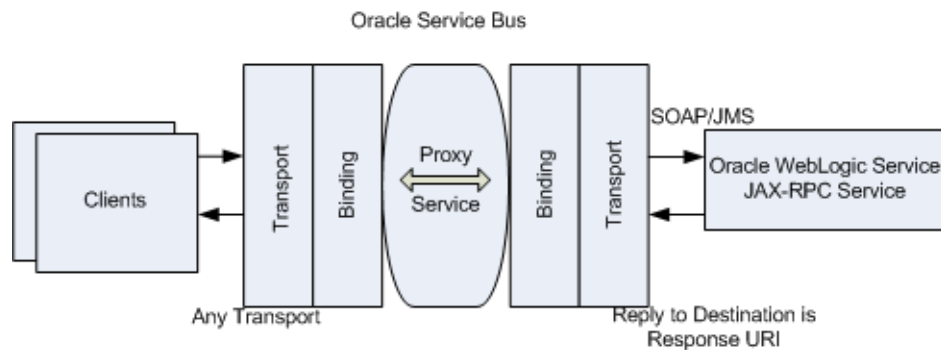 Oracle Service Bus
Clients
Transport
Binding
Proxy
Service
Binding
Transport
SOAP/JMS
Oracle WebLogic Service
JAX-RPC Service
Any Transport
Reply to Destination is
Response URI